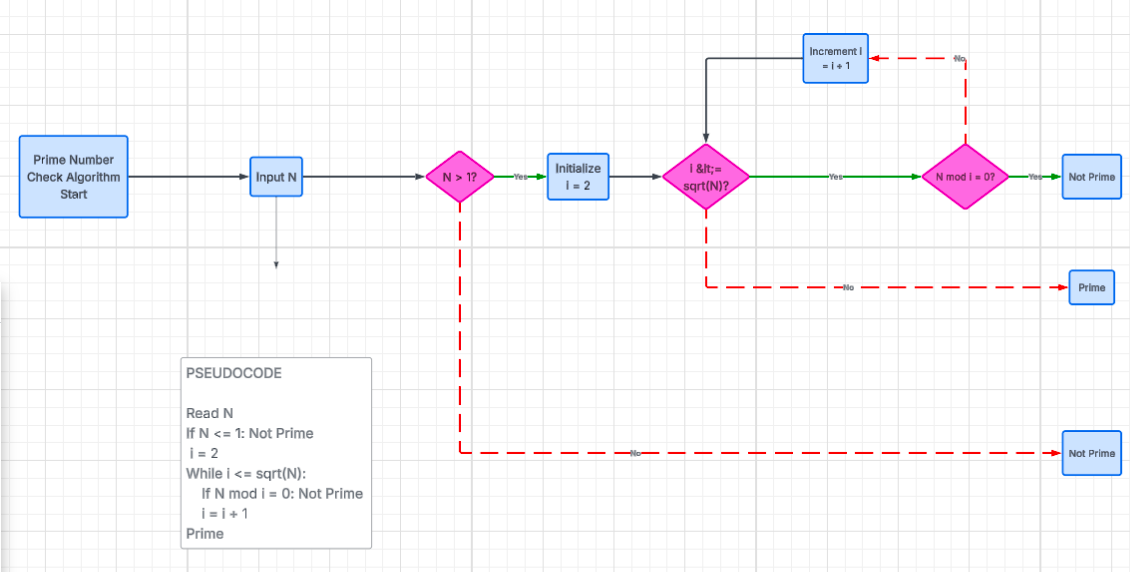 Increment I
= i + 1
No
Prime Number
Check Algorithm
Start
Input N
N > 1?
Yes
Initialize
i = 2
i &lt;=
sqrt(N)?
Yes
N mod i = 0?
Yes
Not Prime
No
Prime
No
Not Prime
PSEUDOCODE
Read N
If N <= 1: Not Prime
i = 2
While i <= sqrt(N):
If N mod i = 0: Not Prime
i = i + 1
Prime